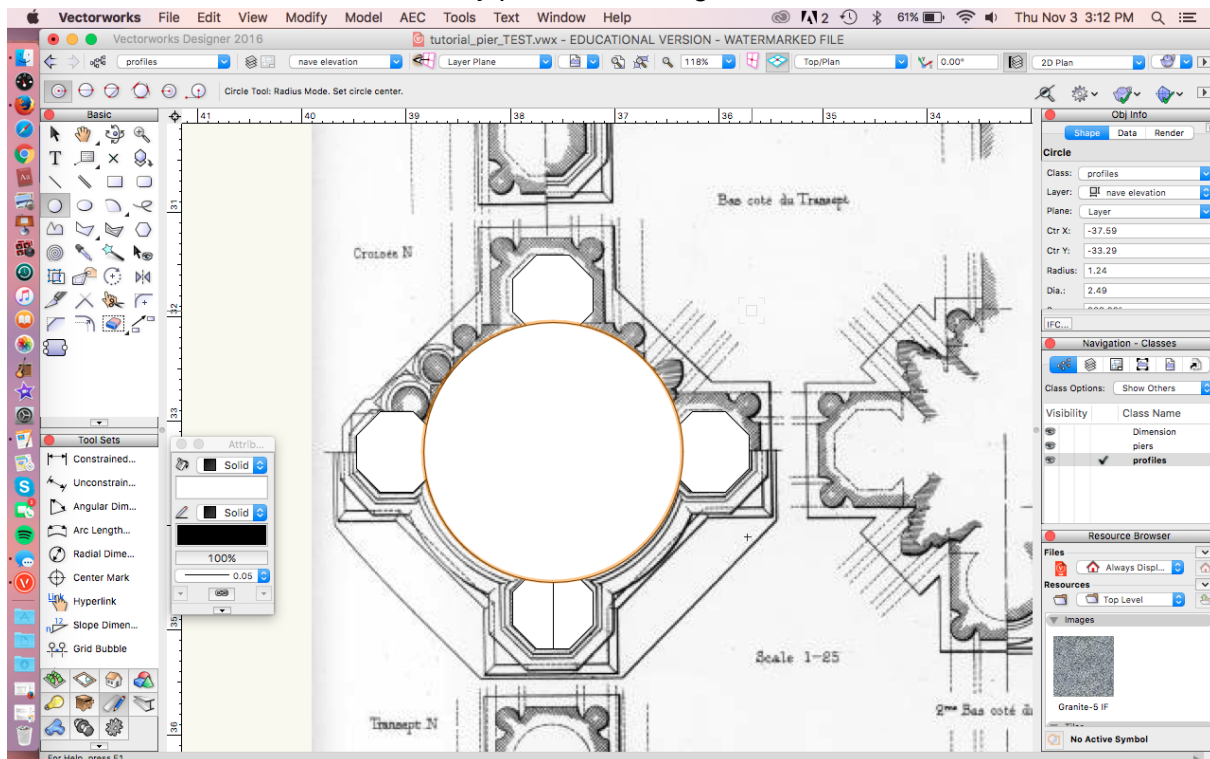 Vectorworks File Edit View Modify Model AEC Tools Text Window Help 2 61% Thu Nov 3 3:12 PM
Vectorworks Designer 2016 tutorial_pier_TEST.vwx - EDUCATIONAL VERSION - WATERMARKED FILE
profiles nave elevation Layer Plane 118% Top/Plan 0.00° 2D Plan
Circle Tool: Radius Mode. Set circle center.
Basic
41 40 39 38 37 36 35 34
31
32
33
35
36
Bas coté du Transept
Croisée N
Scale 1-25
2me Bas coté du
Transept N
Tool Sets
Constrained...
Unconstrain...
Angular Dim...
Arc Length...
Radial Dime...
Center Mark
Link Hyperlink
12 Slope Dimen...
Grid Bubble
Attrib...
Solid
Solid
100%
0.05
Obj Info
Shape Data Render
Circle
Class: profiles
Layer: nave elevation
Plane: Layer
Ctr X: -37.59
Ctr Y: -33.29
Radius: 1.24
Dia.: 2.49
IFC...
Navigation - Classes
Class Options: Show Others
Visibility Class Name
Dimension
piers
profiles
Resource Browser
Files
Always Displ...
Resources
Top Level
Images
Granite-5 IF
No Active Symbol
For Help, press F1